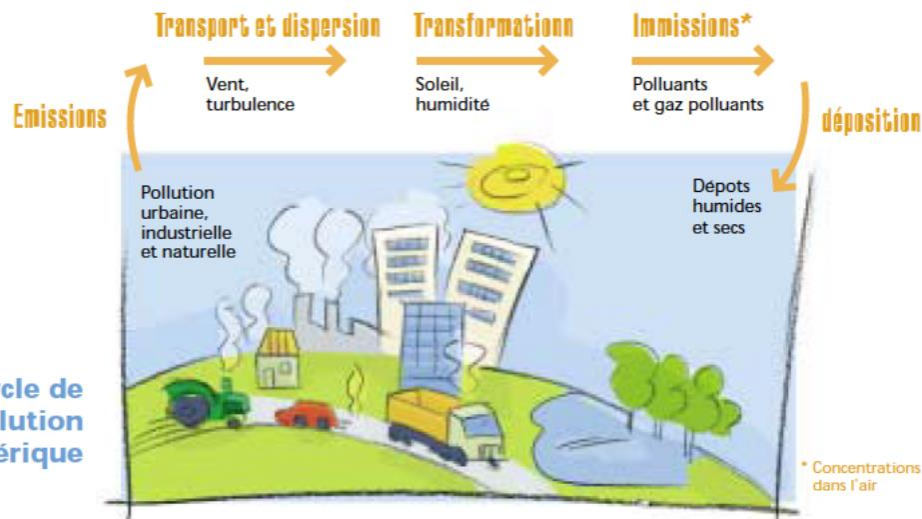 Transport et dispersion
Transformationn
Immissions*
Vent,
turbulence
Soleil,
humidité
Polluants
et gaz polluants
Emissions
déposition
Pollution
urbaine,
industrielle
et naturelle
Dépots
humides
et secs
de
* Concentrations
dans l'air